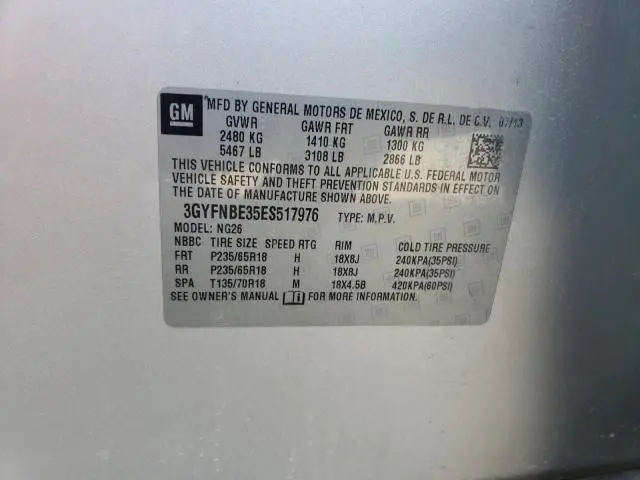 GM
MFD BY GENERAL MOTORS DE MEXICO, S. DE R.L. DE C.V. 07/13
GVWR GAWR FRT GAWR RR
2480 KG 1410 KG 1300 KG
5467 LB 3108 LB 2866 LB
THIS VEHICLE CONFORMS TO ALL APPLICABLE U.S. FEDERAL MOTOR
VEHICLE SAFETY AND THEFT PREVENTION STANDARDS IN EFFECT ON
THE DATE OF MANUFACTURE SHOWN ABOVE.
3GYFNBE35ES517976 TYPE: M.P.V.
MODEL: NG26
NBBC TIRE SIZE SPEED RTG RIM COLD TIRE PRESSURE
FRT P235/65R18 H 18X8J 240KPA(35PSI)
RR P235/65R18 H 18X8J 240KPA(35PSI)
SPA T135/70R18 M 18X4.5B 420KPA(60PSI)
SEE OWNER'S MANUAL FOR MORE INFORMATION.